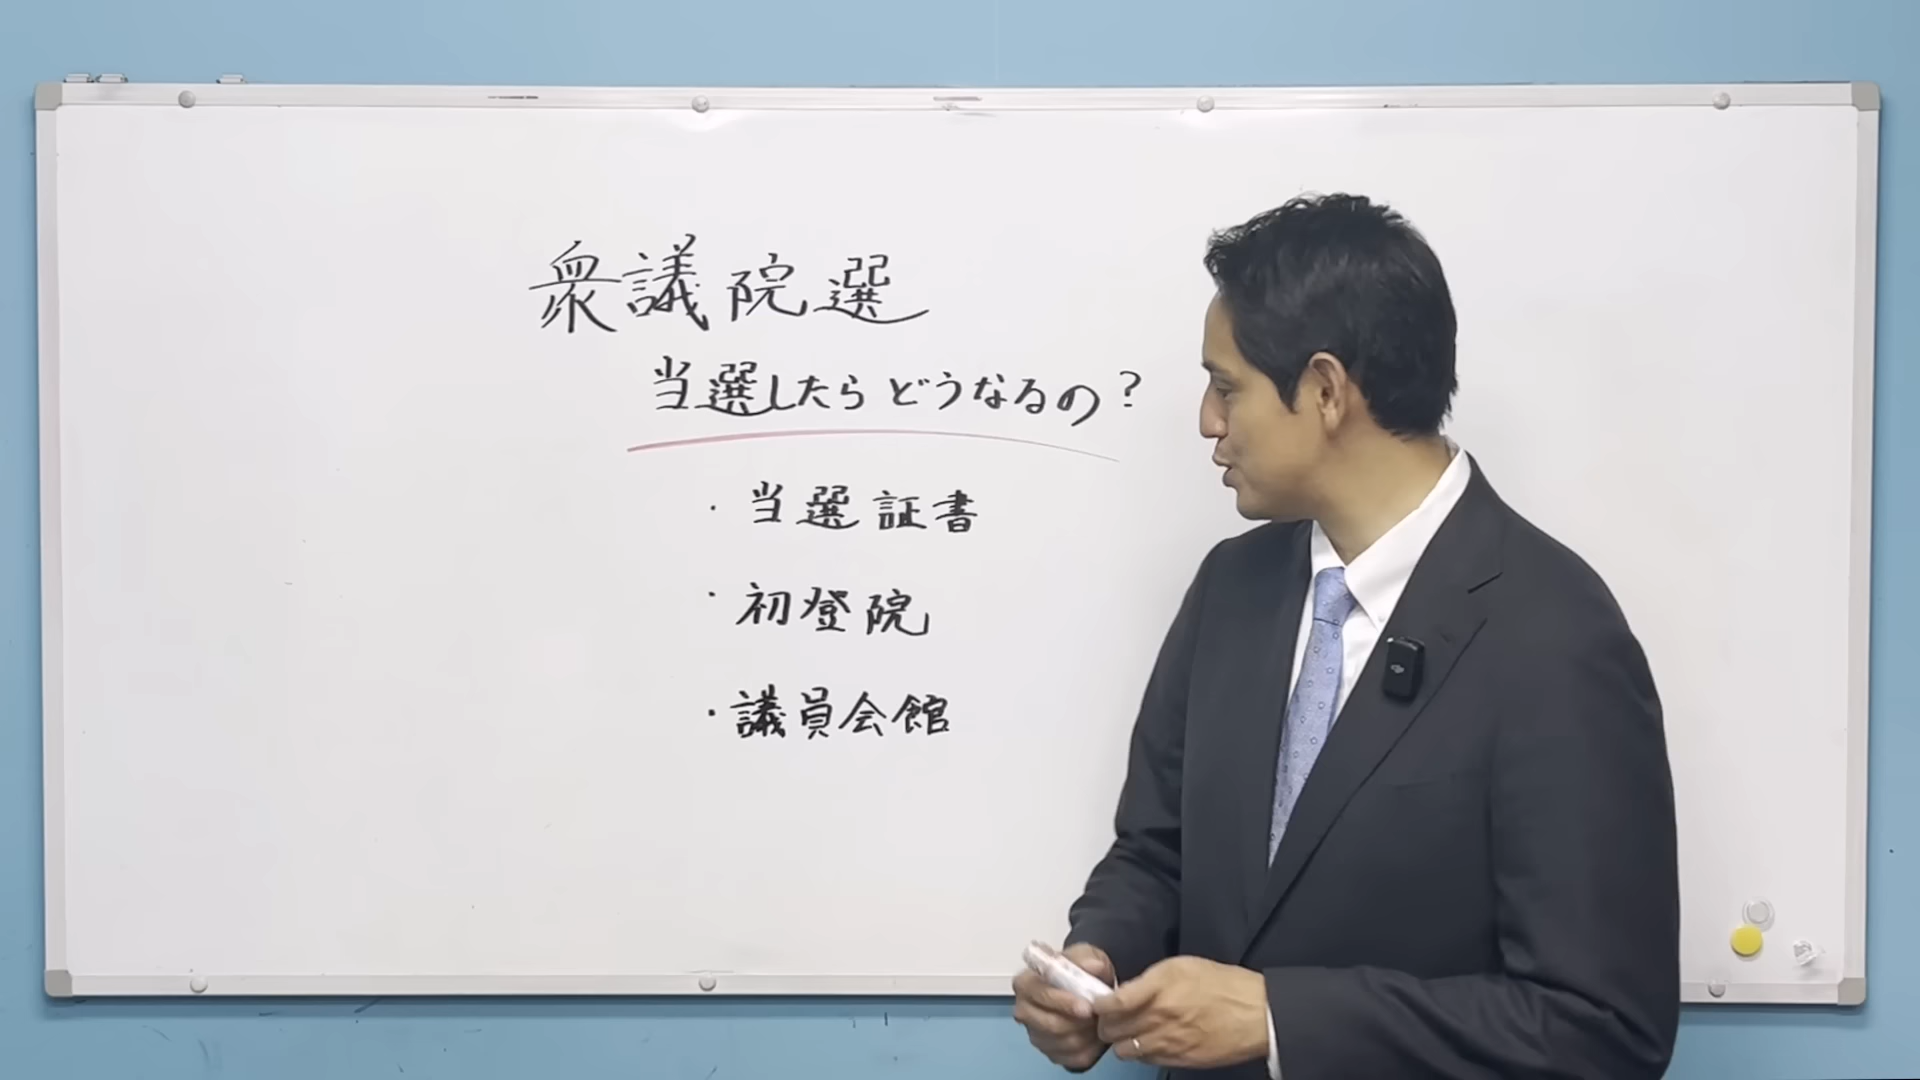 衆議院選
当選したらどうなるの?
・当選証書
・初登院
・議員会館